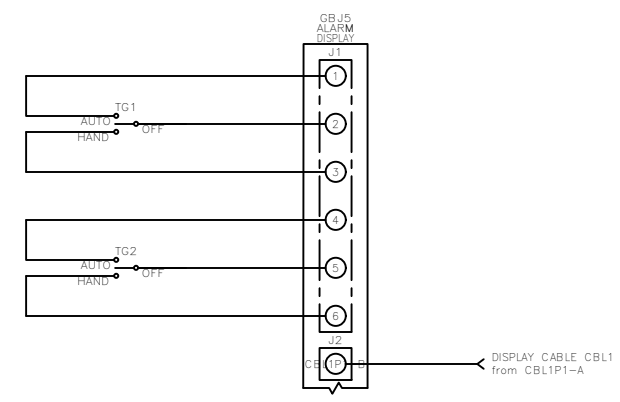 GBJ5
ALARM
DISPLAY
J1
1
TG1
AUTO
2
OFF
HAND
3
4
TG2
AUTO
5
OFF
HAND
6
J2
CBL1P1-B
DISPLAY CABLE CBL1
from CBL1P1-A